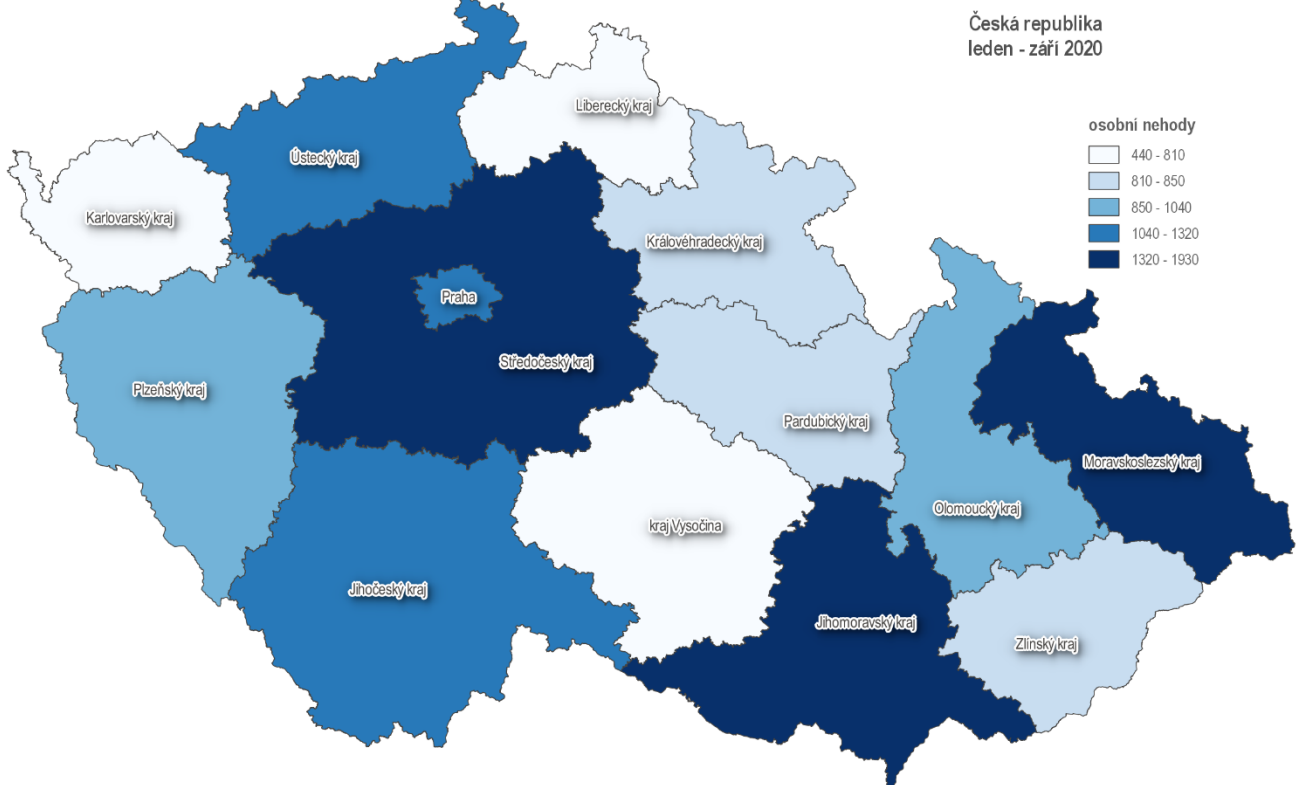 Česká republika
leden - září 2020
osobní nehody
440 - 810
810 - 850
850 - 1040
1040 - 1320
1320 - 1930
Liberecký kraj
Ústecký kraj
Karlovarský kraj
Královéhradecký kraj
Praha
Středočeský kraj
Plzeňský kraj
Pardubický kraj
Moravskoslezský kraj
Olomoucký kraj
kraj Vysočina
Jihočeský kraj
Jihomoravský kraj
Zlínský kraj